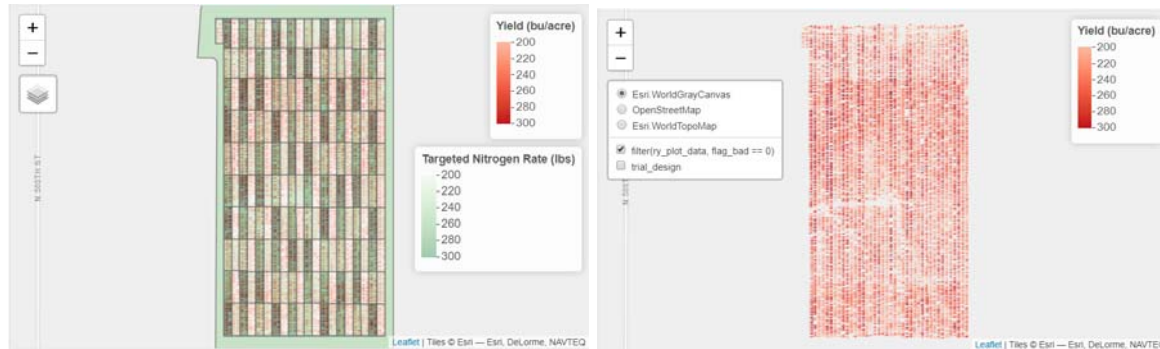 +
−
N 500TH ST
Yield (bu/acre)
200
220
240
260
280
300
Targeted Nitrogen Rate (lbs)
200
220
240
260
280
300
Leaflet | Tiles © Esri — Esri, DeLorme, NAVTEQ
+
−
Esri.WorldGrayCanvas
OpenStreetMap
Esri.WorldTopoMap
filter(ry_plot_data, flag_bad == 0)
trial_design
Yield (bu/acre)
200
220
240
260
280
300
Leaflet | Tiles © Esri — Esri, DeLorme, NAVTEQ